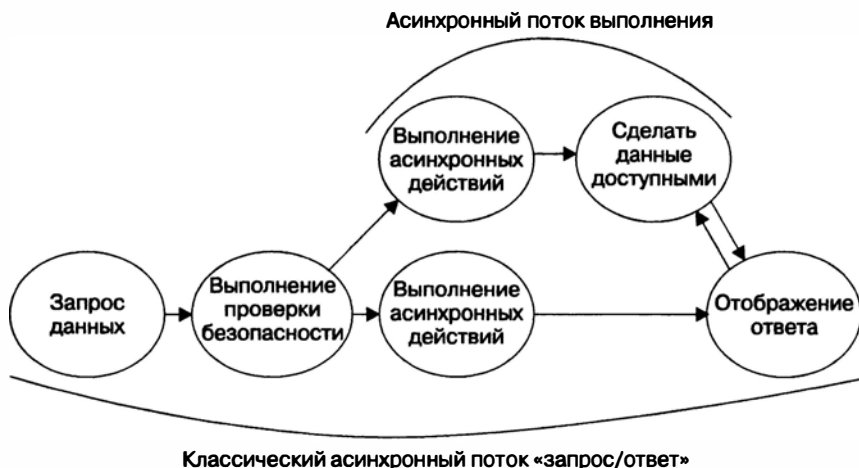 Асинхронный поток выполнения
Выполнение
асинхронных
действий
Сделать
данные
доступными
Запрос
данных
Выполнение
проверки
безопасности
Выполнение
асинхронных
действий
Отображение
ответа
Классический асинхронный поток «запрос/ответ»